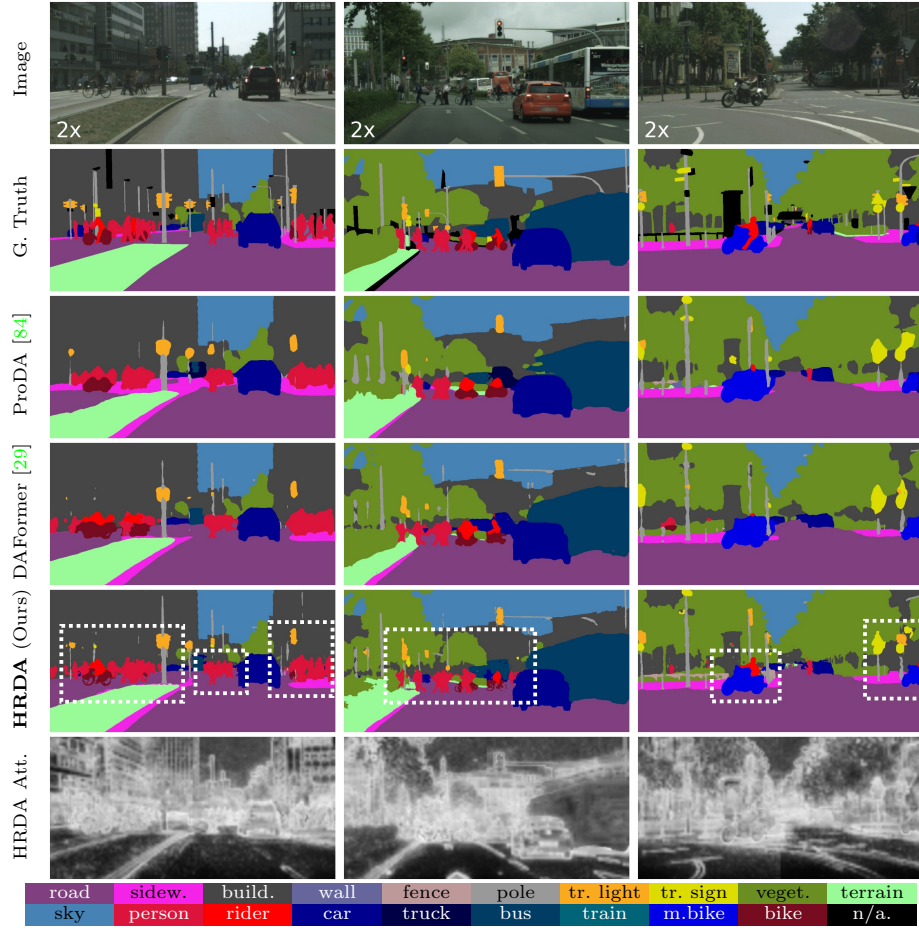 Image
2x
2x
G. Truth
ProDA [84]
DAFormer [29]
HRDA (Ours)
HRDA Att.
road sidew. build. wall fence pole tr. light tr. sign veget. terrain
sky person rider car truck bus train m.bike bike n/a.